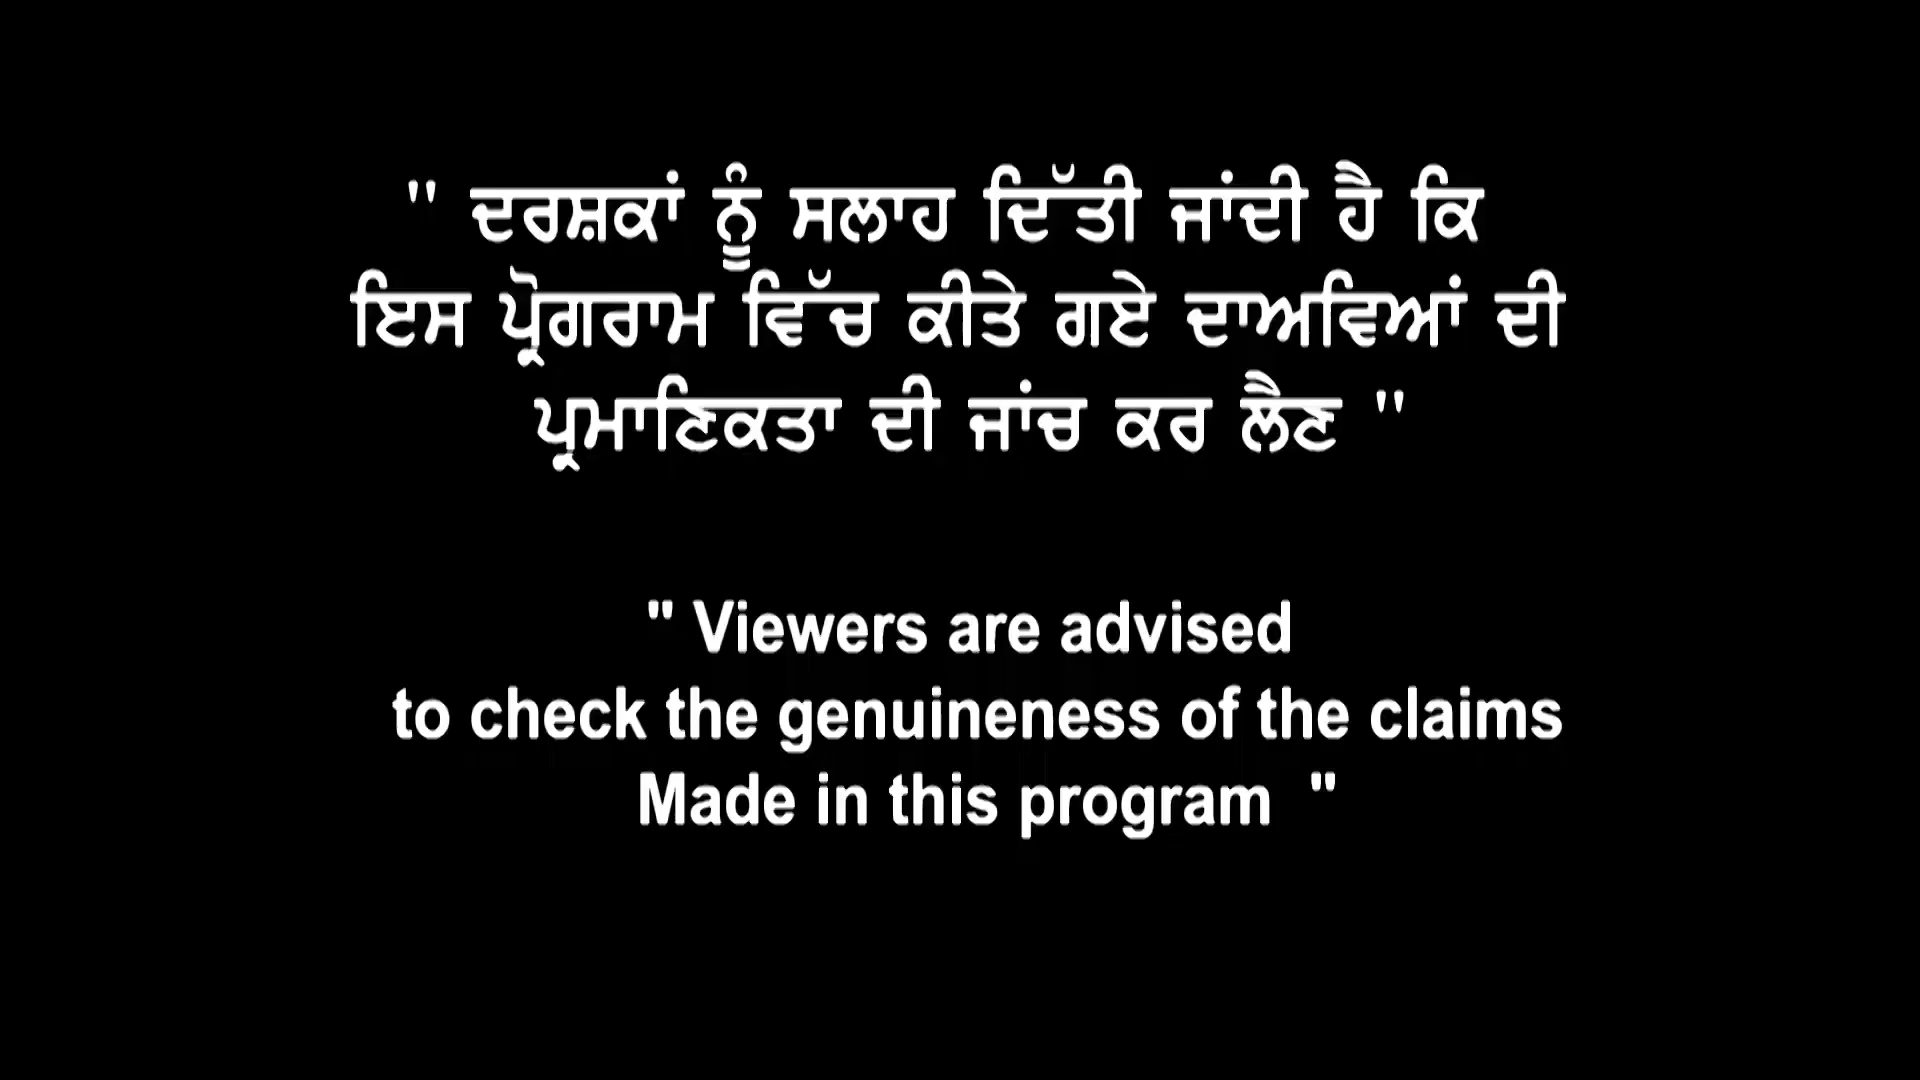 " ਦਰਸ਼ਕਾਂ ਨੂੰ ਸਲਾਹ ਦਿੱਤੀ ਜਾਂਦੀ ਹੈ ਕਿ
ਇਸ ਪ੍ਰੋਗਰਾਮ ਵਿੱਚ ਕੀਤੇ ਗਏ ਦਾਅਵਿਆਂ ਦੀ
ਪ੍ਰਮਾਣਿਕਤਾ ਦੀ ਜਾਂਚ ਕਰ ਲੈਣ "
" Viewers are advised
to check the genuineness of the claims
Made in this program "